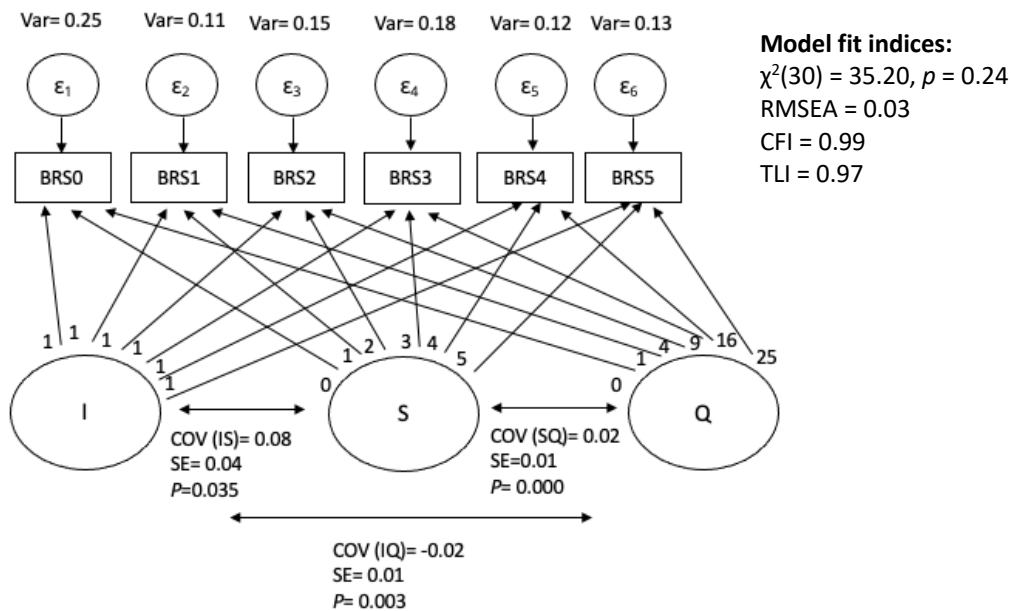 Var= 0.25 Var= 0.11 Var= 0.15 Var= 0.18 Var= 0.12 Var= 0.13
Model fit indices:
χ²(30) = 35.20, p = 0.24
RMSEA = 0.03
CFI = 0.99
TLI = 0.97
ε₁ ε₂ ε₃ ε₄ ε₅ ε₆
BRS0 BRS1 BRS2 BRS3 BRS4 BRS5
1 1 1 1 1 1
0 1 2 3 4 5
0 1 4 9 16 25
I S Q
COV (IS)= 0.08
SE= 0.04
P=0.035
COV (SQ)= 0.02
SE=0.01
P= 0.000
COV (IQ)= -0.02
SE= 0.01
P= 0.003